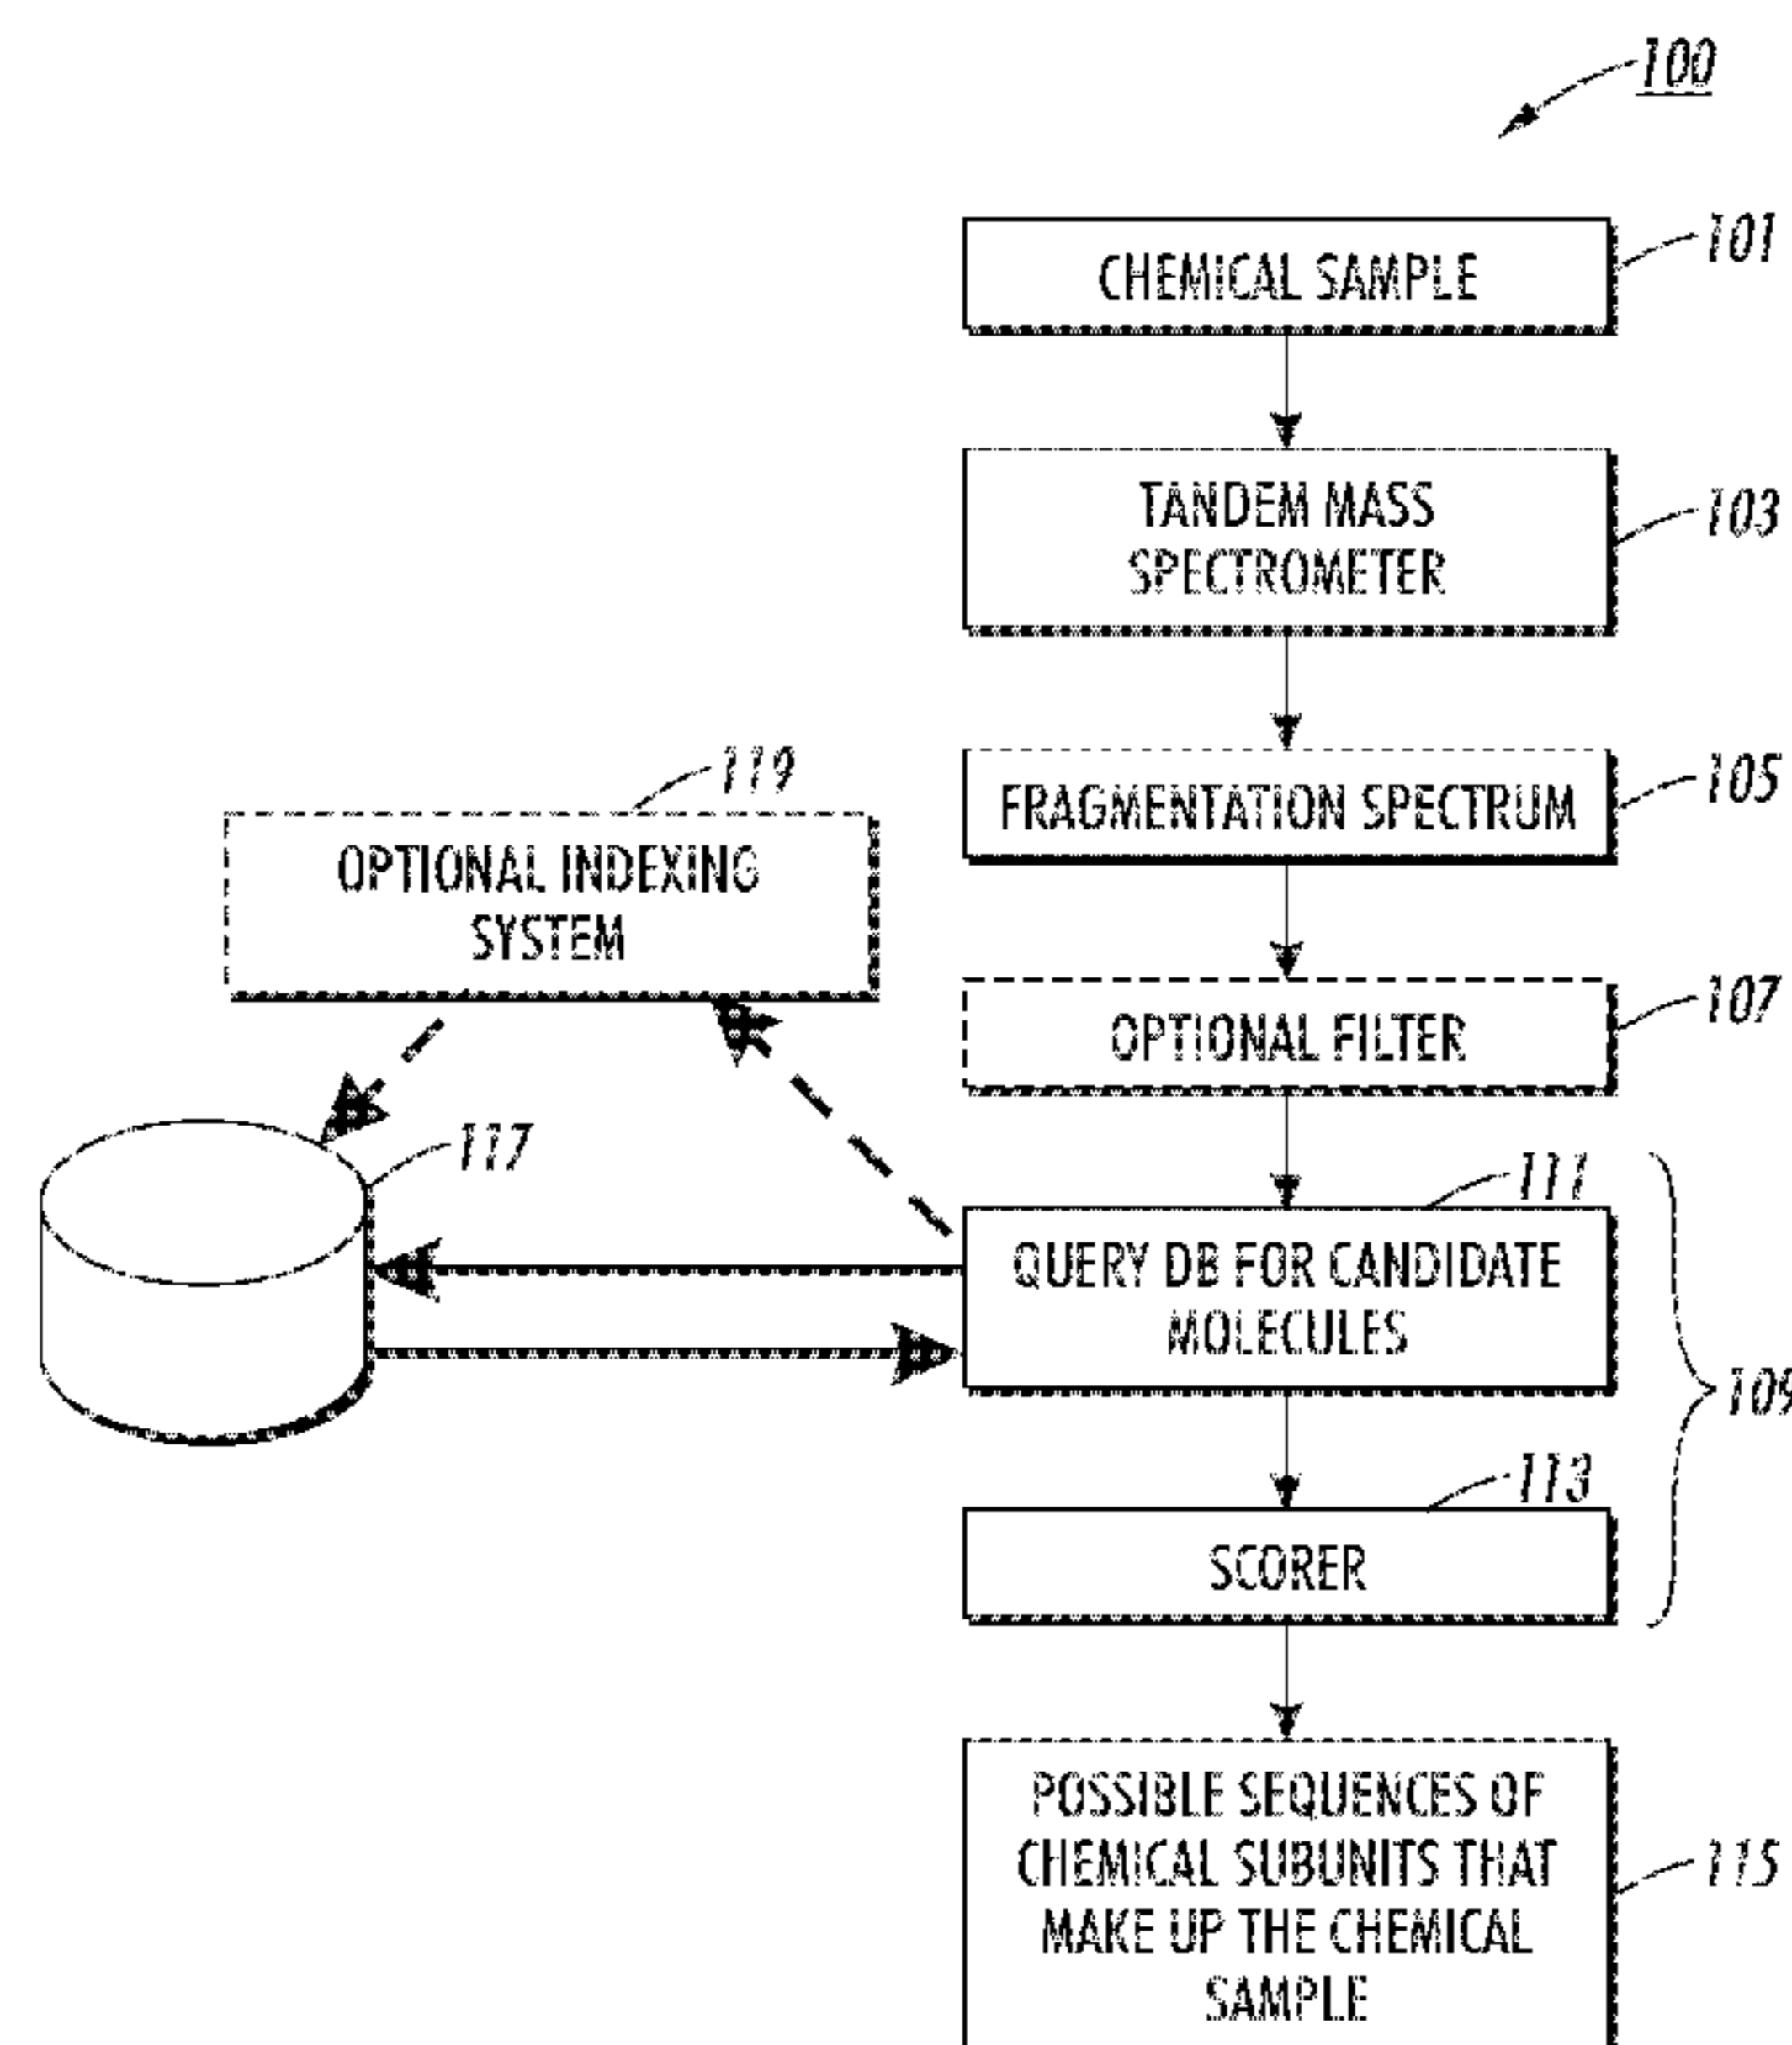 100
CHEMICAL SAMPLE
101
TANDEM MASS
SPECTROMETER
103
FRAGMENTATION SPECTRUM
105
119
OPTIONAL INDEXING
SYSTEM
OPTIONAL FILTER
107
117
111
QUERY DB FOR CANDIDATE
MOLECULES
109
113
SCORER
POSSIBLE SEQUENCES OF
CHEMICAL SUBUNITS THAT
MAKE UP THE CHEMICAL
SAMPLE
115